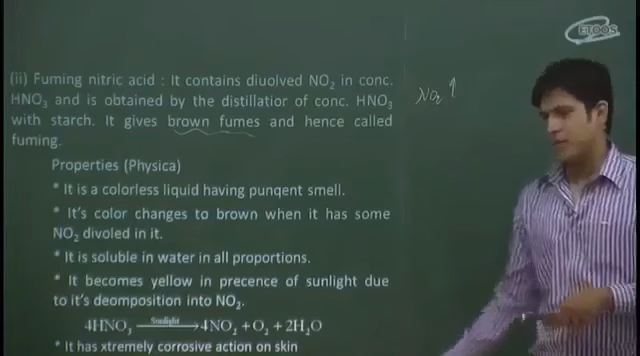 ETOOS
(ii) Fuming nitric acid : It contains diuolved NO₂ in conc.
HNO₃ and is obtained by the distillatior of conc. HNO₃
with starch. It gives brown fumes and hence called
fuming.
NO₂ ↑
Properties (Physica)
* It is a colorless liquid having punqent smell.
* It's color changes to brown when it has some
NO₂ divoled in it.
* It is soluble in water in all proportions.
* It becomes yellow in precence of sunlight due
to it's deomposition into NO₂.
4HNO₃ —Sunlight→ 4NO₂ + O₂ + 2H₂O
* It has xtremely corrosive action on skin